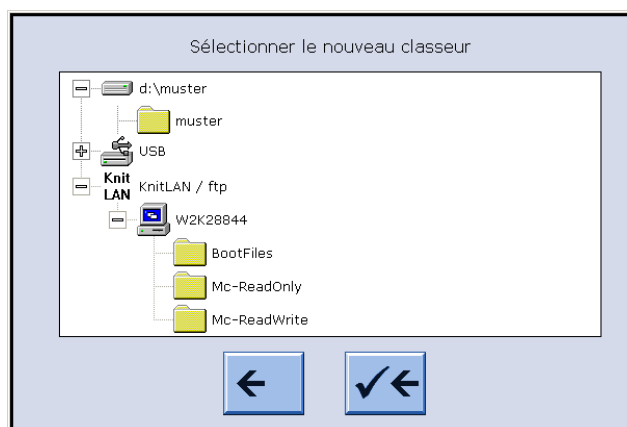 Sélectionner le nouveau classeur
d:\muster
muster
USB
Knit
LAN KnitLAN / ftp
W2K28844
BootFiles
Mc-ReadOnly
Mc-ReadWrite